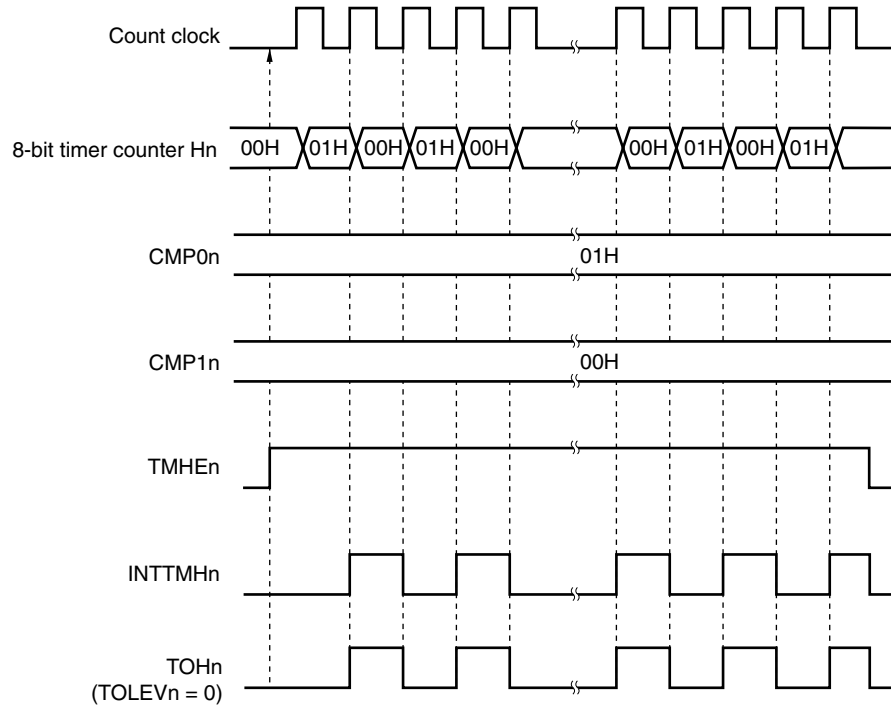 Count clock
8-bit timer counter Hn 00H 01H 00H 01H 00H 00H 01H 00H 01H
CMP0n 01H
CMP1n 00H
TMHEn
INTTMHn
TOHn
(TOLEVn = 0)